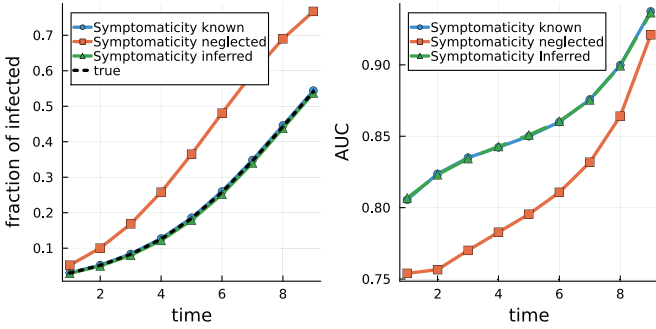 Symptomaticity known
Symptomaticity neglected
Symptomaticity inferred
true
fraction of infected
0.7
0.6
0.5
0.4
0.3
0.2
0.1
2
4
6
8
time
Symptomaticity known
Symptomaticity neglected
Symptomaticity Inferred
AUC
0.90
0.85
0.80
0.75
2
4
6
8
time